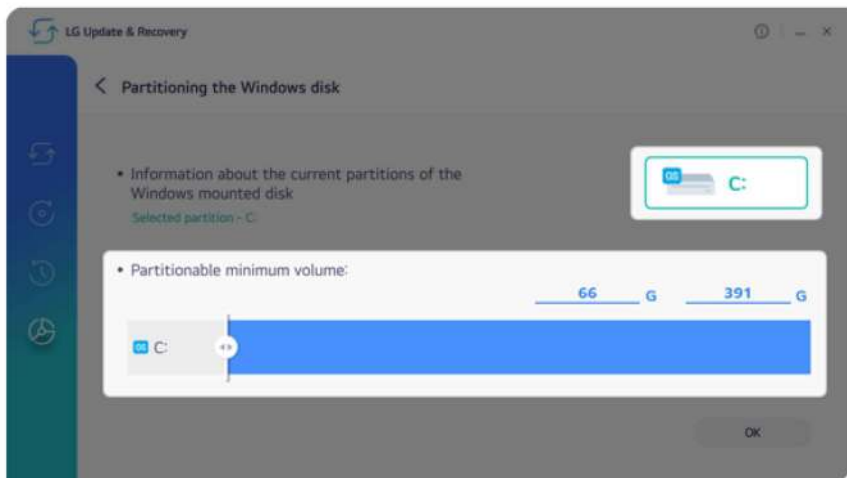 LG Update & Recovery
Partitioning the Windows disk
• Information about the current partitions of the
Windows mounted disk
Selected partition - C:
OS C:
• Partitionable minimum volume:
66 G 391 G
OS C:
OK